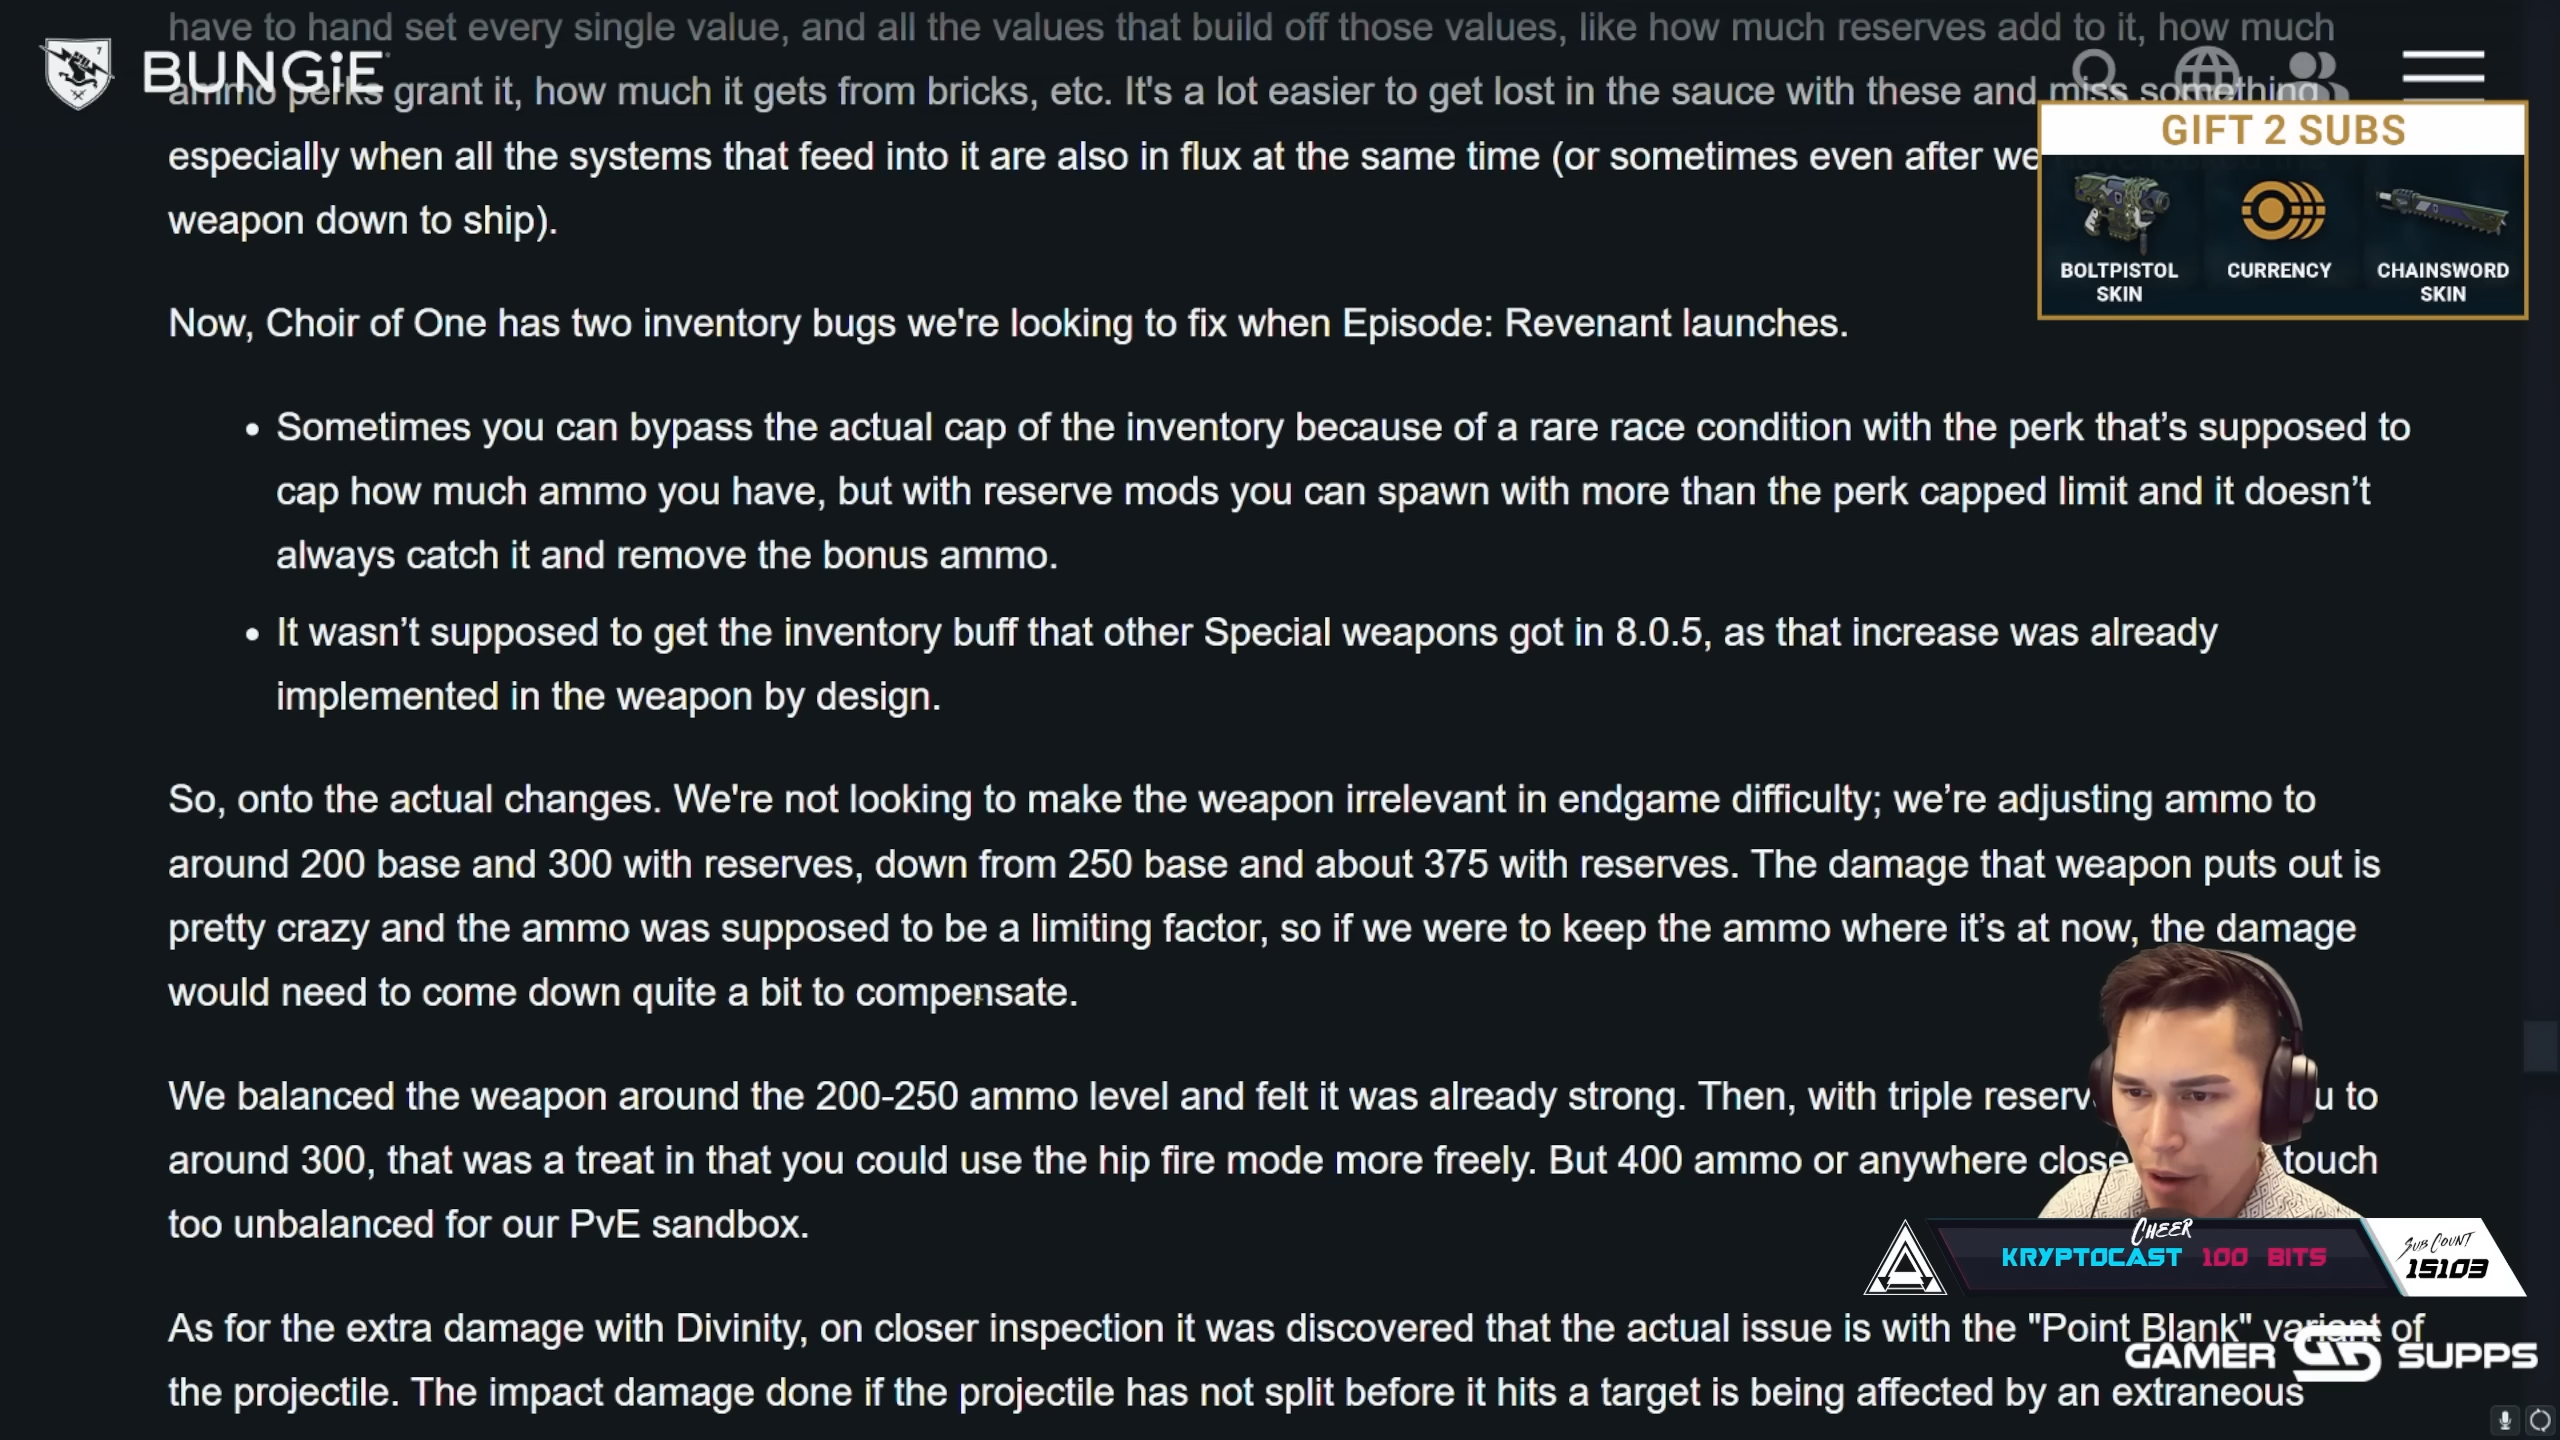 have to hand set every single value, and all the values that build off those values, like how much reserves add to it, how much
BUNGiE
ammo perks grant it, how much it gets from bricks, etc. It's a lot easier to get lost in the sauce with these and miss something
GIFT 2 SUBS
especially when all the systems that feed into it are also in flux at the same time (or sometimes even after we
weapon down to ship).
BOLTPISTOL SKIN
CURRENCY
CHAINSWORD SKIN
Now, Choir of One has two inventory bugs we're looking to fix when Episode: Revenant launches.
• Sometimes you can bypass the actual cap of the inventory because of a rare race condition with the perk that’s supposed to
cap how much ammo you have, but with reserve mods you can spawn with more than the perk capped limit and it doesn’t
always catch it and remove the bonus ammo.
• It wasn’t supposed to get the inventory buff that other Special weapons got in 8.0.5, as that increase was already
implemented in the weapon by design.
So, onto the actual changes. We're not looking to make the weapon irrelevant in endgame difficulty; we’re adjusting ammo to
around 200 base and 300 with reserves, down from 250 base and about 375 with reserves. The damage that weapon puts out is
pretty crazy and the ammo was supposed to be a limiting factor, so if we were to keep the ammo where it’s at now, the damage
would need to come down quite a bit to compensate.
We balanced the weapon around the 200-250 ammo level and felt it was already strong. Then, with triple reserv u to
around 300, that was a treat in that you could use the hip fire mode more freely. But 400 ammo or anywhere close touch
too unbalanced for our PvE sandbox.
CHEER
KRYPTOCAST 100 BITS
SUB COUNT
15103
As for the extra damage with Divinity, on closer inspection it was discovered that the actual issue is with the "Point Blank" variant of
GAMER SUPPS
the projectile. The impact damage done if the projectile has not split before it hits a target is being affected by an extraneous